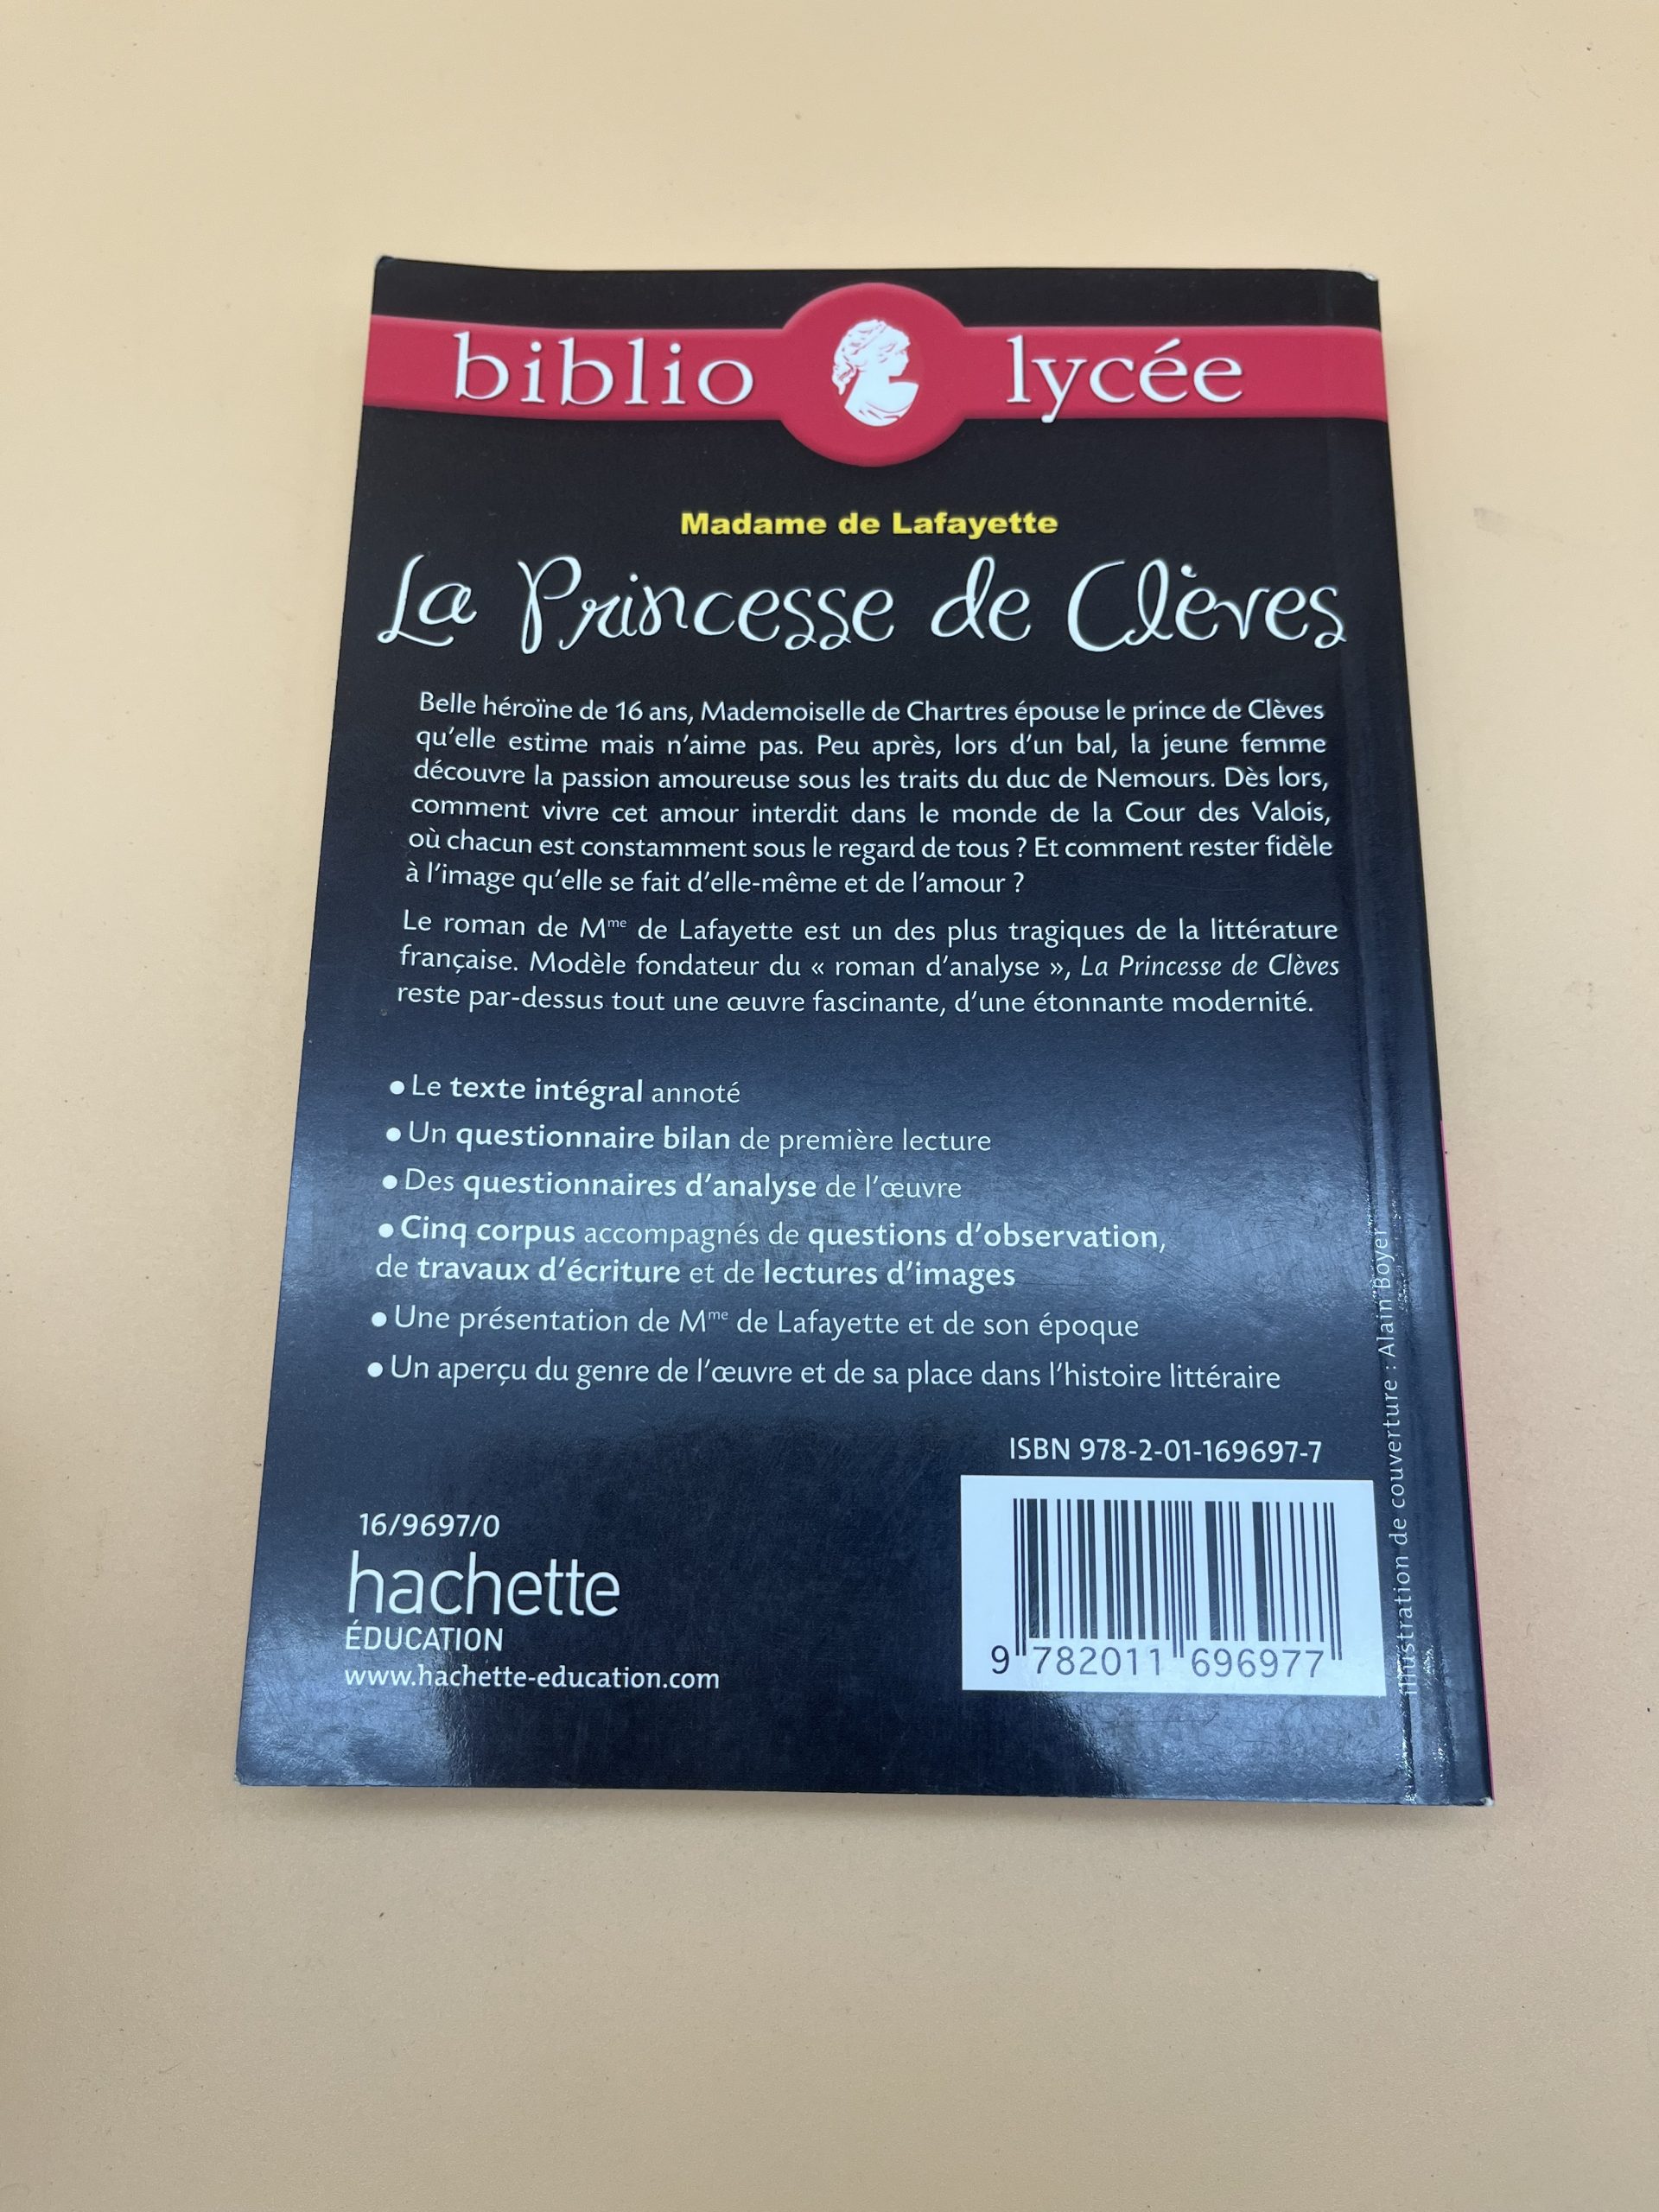 biblio lycée
Madame de Lafayette
La Princesse de Clèves
Belle héroïne de 16 ans, Mademoiselle de Chartres épouse le prince de Clèves
qu'elle estime mais n'aime pas. Peu après, lors d'un bal, la jeune femme
découvre la passion amoureuse sous les traits du duc de Nemours. Dès lors,
comment vivre cet amour interdit dans le monde de la Cour des Valois,
où chacun est constamment sous le regard de tous ? Et comment rester fidèle
à l'image qu'elle se fait d'elle-même et de l'amour ?
Le roman de Mme de Lafayette est un des plus tragiques de la littérature
française. Modèle fondateur du « roman d'analyse », La Princesse de Clèves
reste par-dessus tout une œuvre fascinante, d'une étonnante modernité.
• Le texte intégral annoté
• Un questionnaire bilan de première lecture
• Des questionnaires d'analyse de l'œuvre
• Cinq corpus accompagnés de questions d'observation,
de travaux d'écriture et de lectures d'images
• Une présentation de Mme de Lafayette et de son époque
• Un aperçu du genre de l'œuvre et de sa place dans l'histoire littéraire
ISBN 978-2-01-169697-7
9 782011 696977
16/9697/0
hachette
ÉDUCATION
www.hachette-education.com
illustration de couverture : Alain Boyer